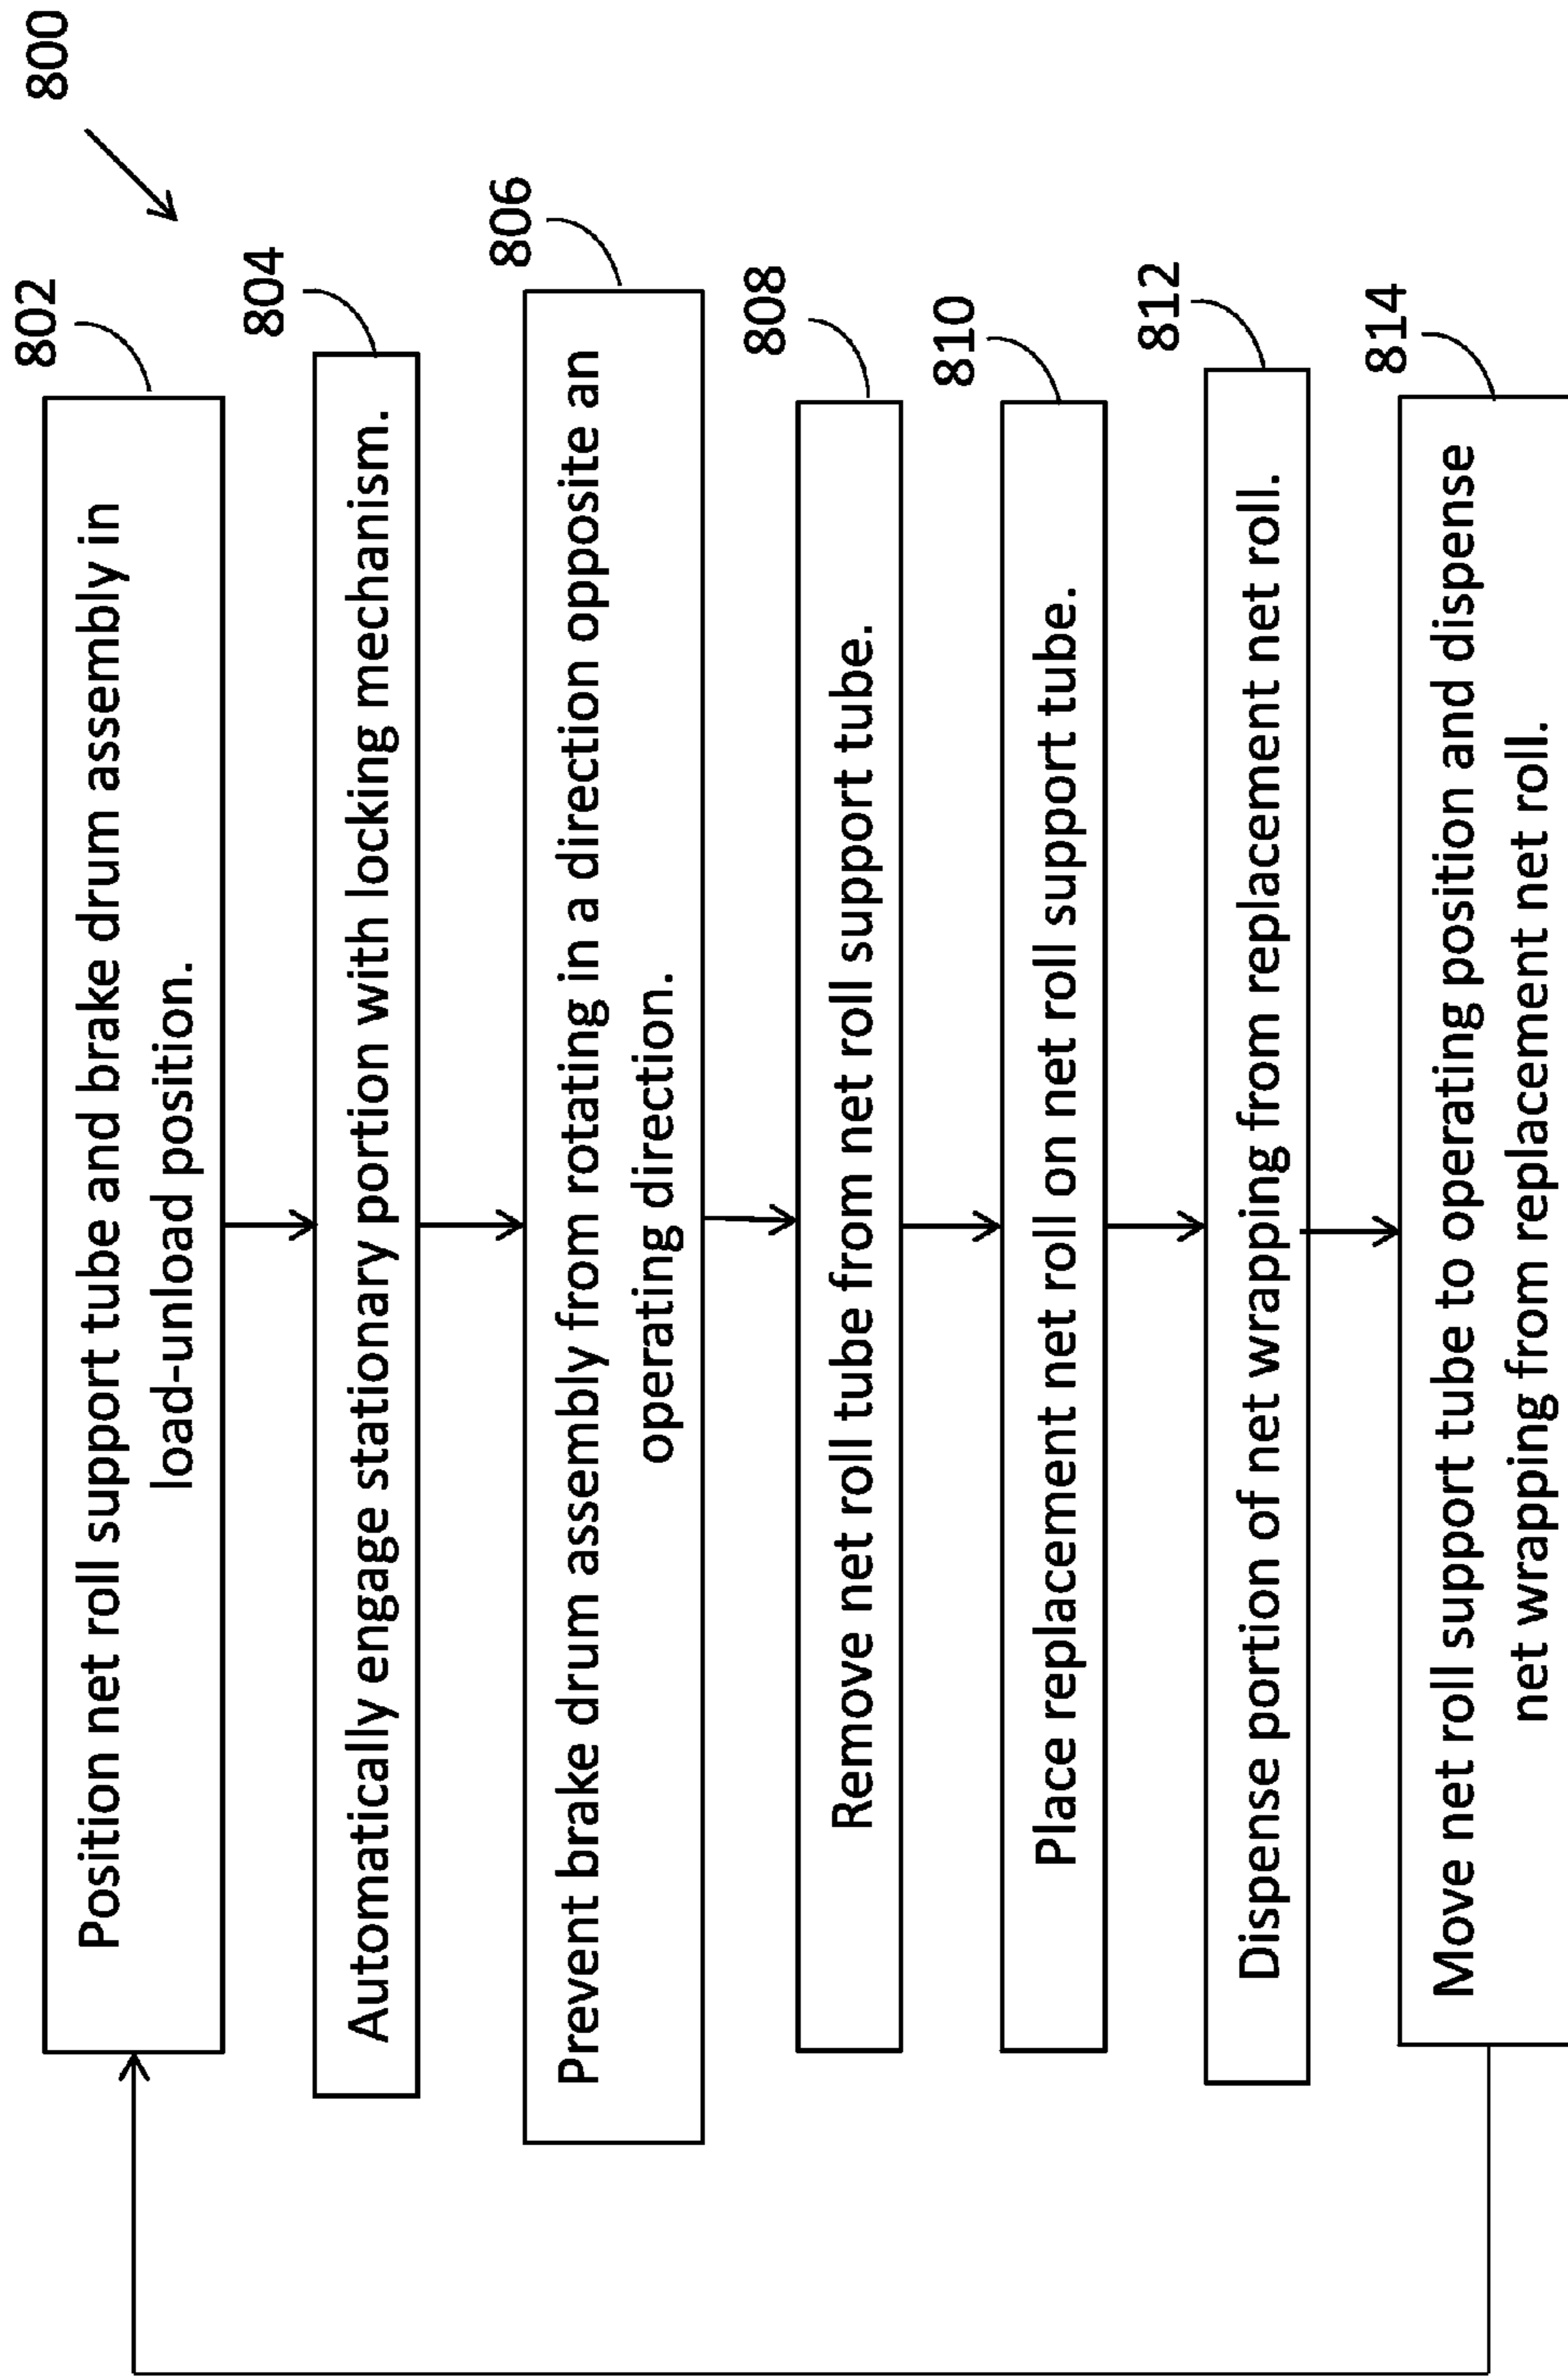 800
802
Position net roll support tube and brake drum assembly in
load-unload position.
804
Automatically engage stationary portion with locking mechanism.
806
Prevent brake drum assembly from rotating in a direction opposite an
operating direction.
808
Remove net roll tube from net roll support tube.
810
Place replacement net roll on net roll support tube.
812
Dispense portion of net wrapping from replacement net roll.
814
Move net roll support tube to operating position and dispense
net wrapping from replacement net roll.